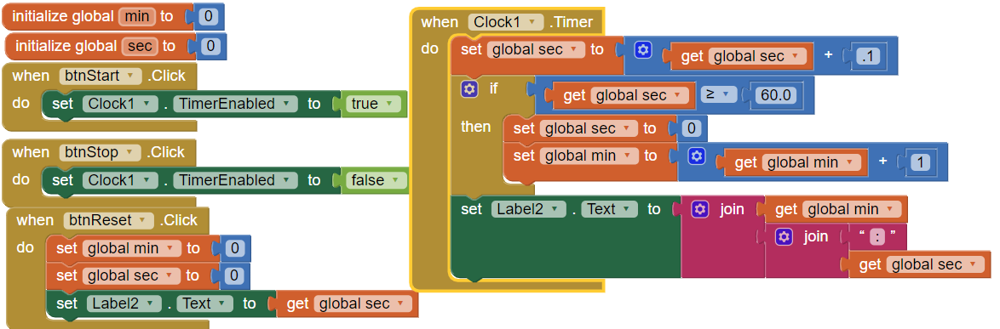 initialize global min to 0
initialize global sec to 0
when btnStart .Click
do set Clock1 . TimerEnabled to true
when btnStop .Click
do set Clock1 . TimerEnabled to false
when btnReset .Click
do set global min to 0
set global sec to 0
set Label2 . Text to get global sec
when Clock1 .Timer
do set global sec to get global sec + .1
if get global sec ≥ 60.0
then set global sec to 0
set global min to get global min + 1
set Label2 . Text to join get global min
join “ : ”
get global sec